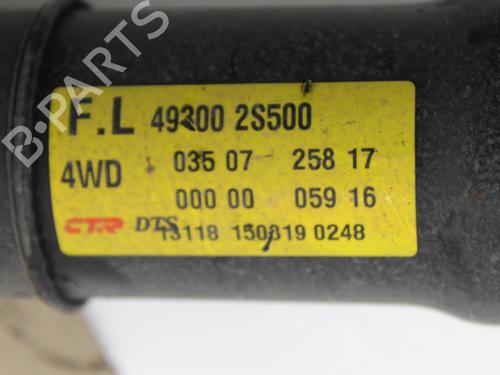 F.L 49300 2S500
4WD 035 07 258 17
000 00 059 16
CTR DTS 13118 150819 0248
B-PARTS